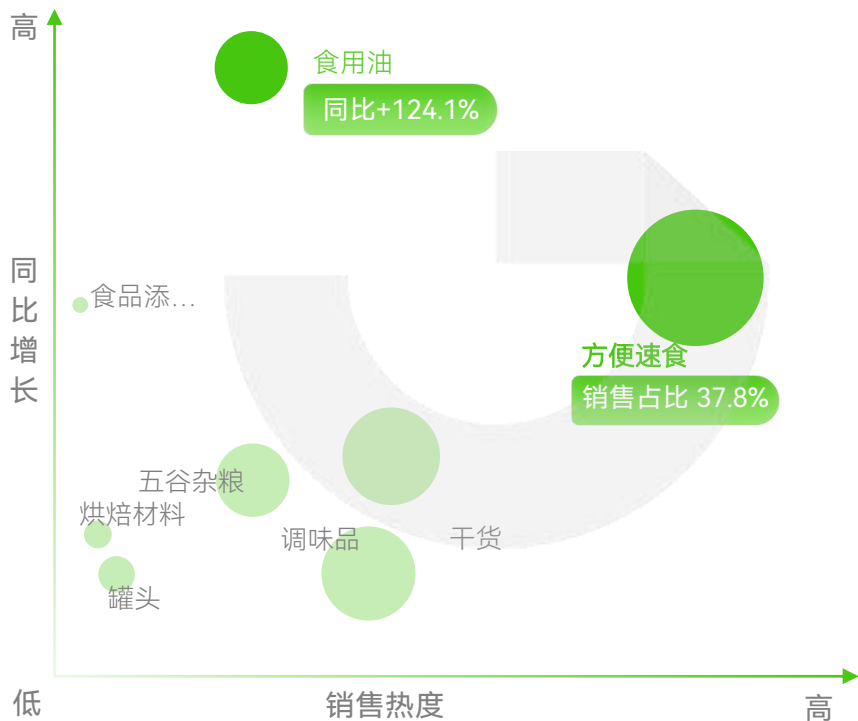 高
食用油
同比+124.1%
同比增长
食品添...
方便速食
销售占比 37.8%
五谷杂粮
烘焙材料
调味品
干货
罐头
低
销售热度
高